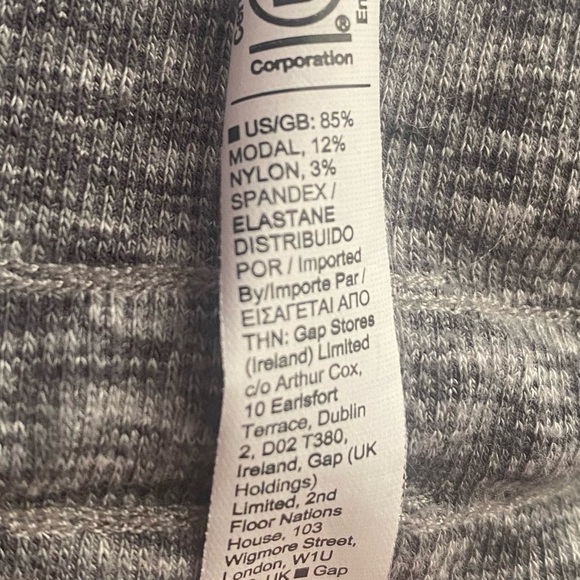 B
®
Corporation
■ US/GB: 85%
MODAL, 12%
NYLON, 3%
SPANDEX /
ELASTANE
DISTRIBUIDO
POR / Imported
By/Importe Par /
ΕΙΣΑΓΕΤΑΙ ΑΠΟ
ΤΗΝ: Gap Stores
(Ireland) Limited
c/o Arthur Cox,
10 Earlsfort
Terrace, Dublin
2, D02 T380,
Ireland, Gap (UK
Holdings)
Limited, 2nd
Floor Nations
House, 103
Wigmore Street,
London, W1U
UK ■ Gap